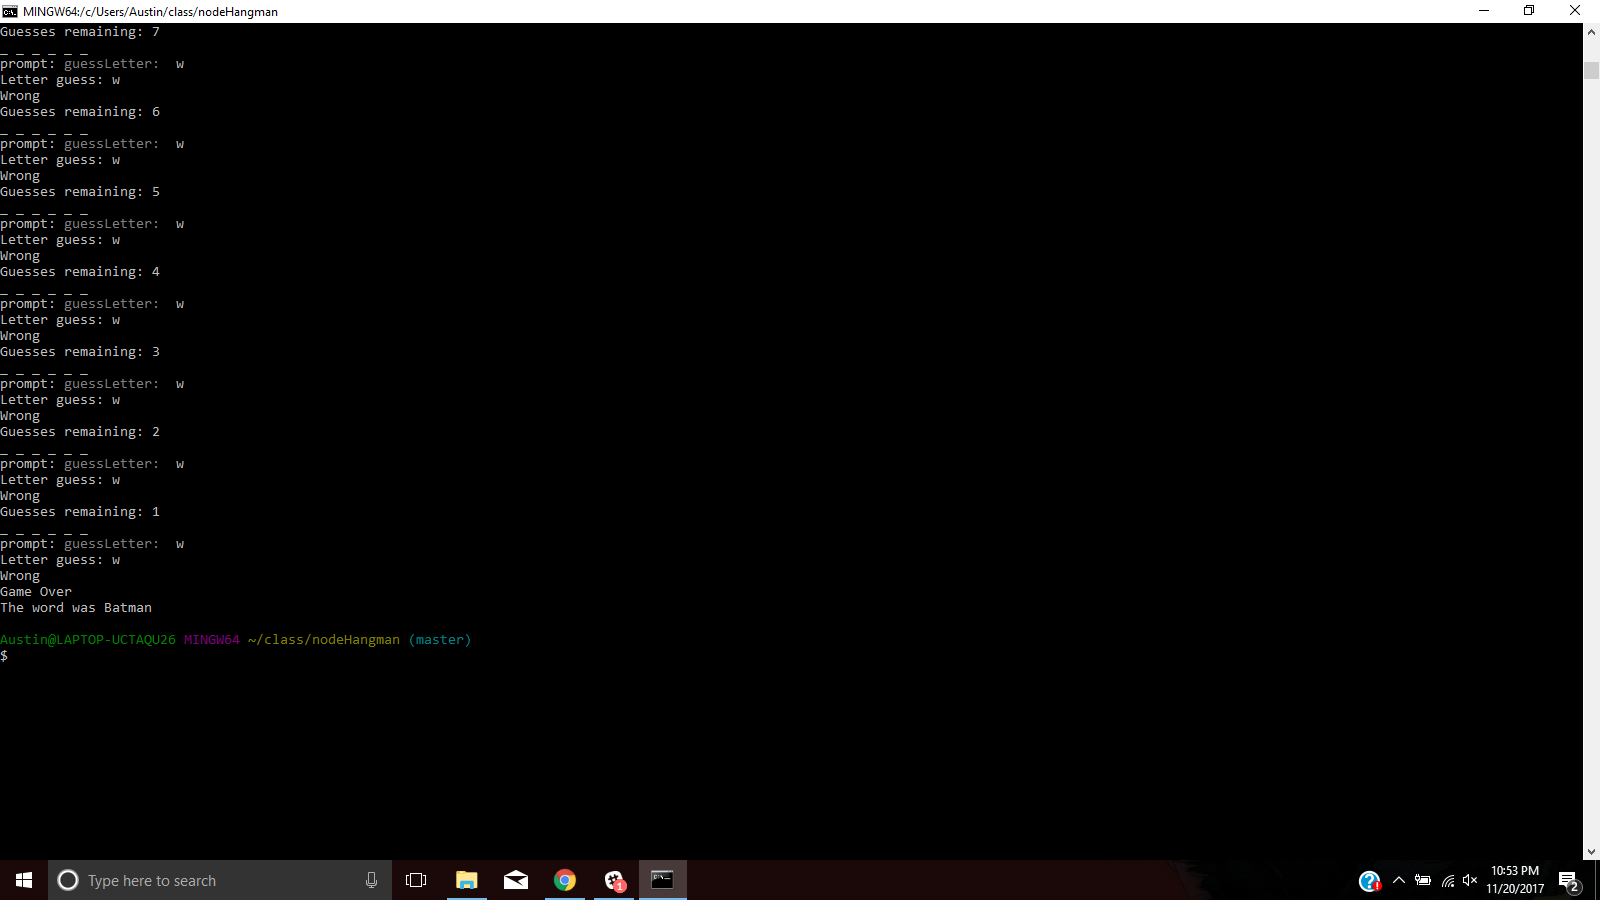 MINGW64:/c/Users/Austin/class/nodeHangman
Guesses remaining: 7
_ _ _ _ _ _
prompt: guessLetter:  w
Letter guess: w
Wrong
Guesses remaining: 6
_ _ _ _ _ _
prompt: guessLetter:  w
Letter guess: w
Wrong
Guesses remaining: 5
_ _ _ _ _ _
prompt: guessLetter:  w
Letter guess: w
Wrong
Guesses remaining: 4
_ _ _ _ _ _
prompt: guessLetter:  w
Letter guess: w
Wrong
Guesses remaining: 3
_ _ _ _ _ _
prompt: guessLetter:  w
Letter guess: w
Wrong
Guesses remaining: 2
_ _ _ _ _ _
prompt: guessLetter:  w
Letter guess: w
Wrong
Guesses remaining: 1
_ _ _ _ _ _
prompt: guessLetter:  w
Letter guess: w
Wrong
Game Over
The word was Batman
Austin@LAPTOP-UCTAQU26 MINGW64 ~/class/nodeHangman (master)
$
Type here to search
1
10:53 PM
11/20/2017
2